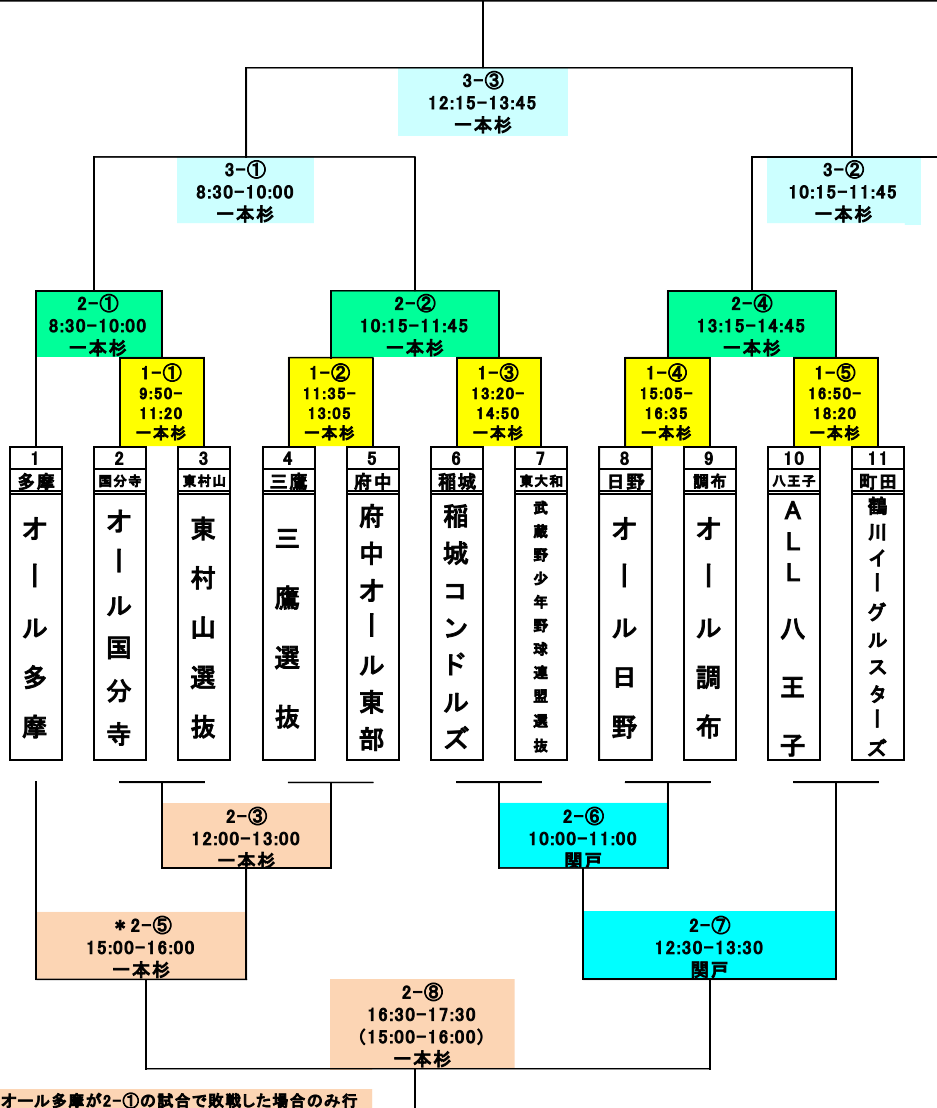 3-③
12:15-13:45
一本杉
3-①
8:30-10:00
一本杉
3-②
10:15-11:45
一本杉
2-①
8:30-10:00
一本杉
2-②
10:15-11:45
一本杉
2-④
13:15-14:45
一本杉
1-①
9:50-
11:20
一本杉
1-②
11:35-
13:05
一本杉
1-③
13:20-
14:50
一本杉
1-④
15:05-
16:35
一本杉
1-⑤
16:50-
18:20
一本杉
1
多摩
オール多摩
2
国分寺
オール国分寺
3
東村山
東村山選抜
4
三鷹
三鷹選抜
5
府中
府中オール東部
6
稲城
稲城コンドルズ
7
東大和
武蔵野少年野球連盟選抜
8
日野
オール日野
9
調布
オール調布
10
八王子
ALL八王子
11
町田
鶴川イーグルスターズ
2-③
12:00-13:00
一本杉
2-⑥
10:00-11:00
関戸
*2-⑤
15:00-16:00
一本杉
2-⑦
12:30-13:30
関戸
2-⑧
16:30-17:30
(15:00-16:00)
一本杉
オール多摩が2-①の試合で敗戦した場合のみ行